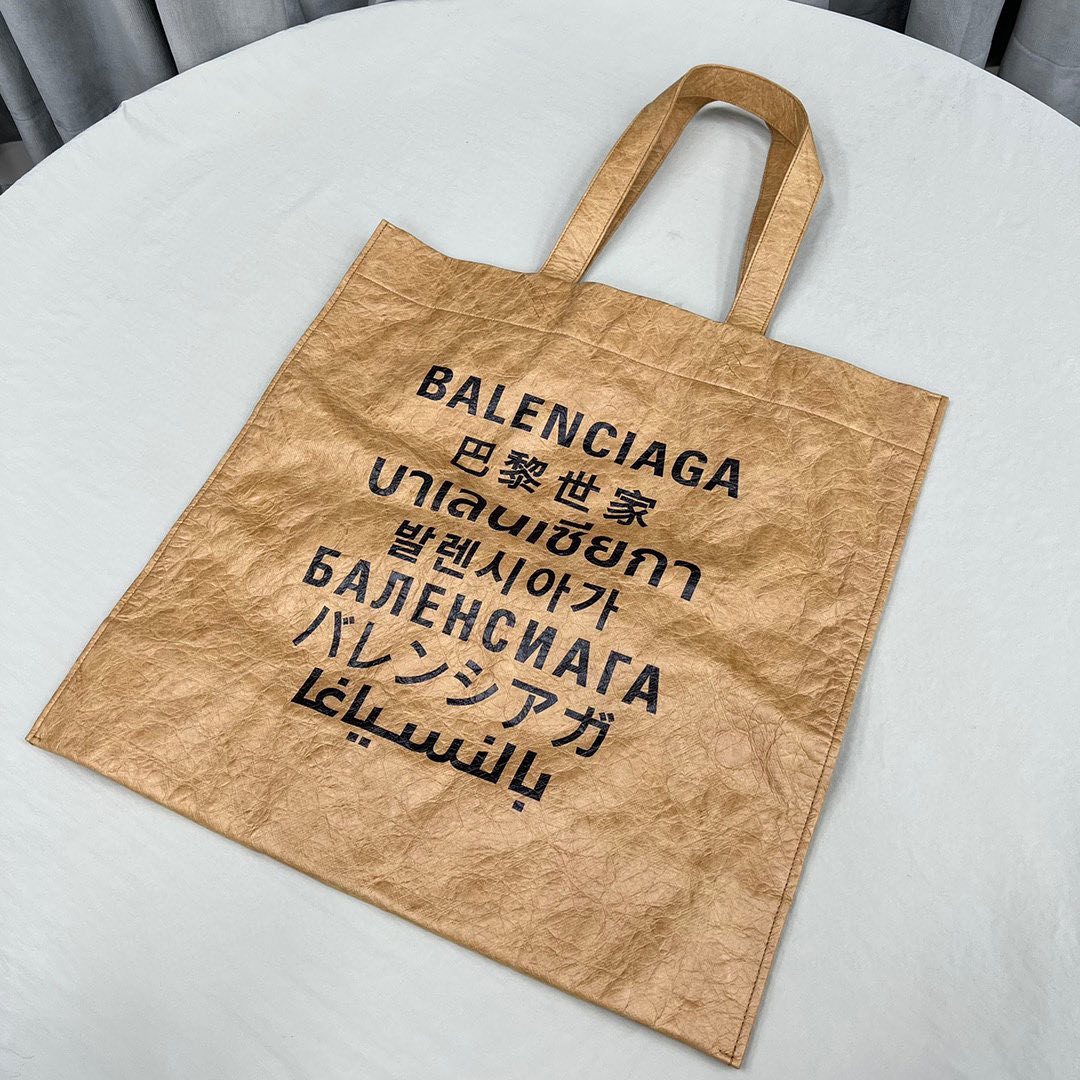 BALENCIAGA
巴黎世家
บาเลนเซียกา
발렌시아가
БАЛЕНСИАГА
バレンシアガ
بالنسياغا